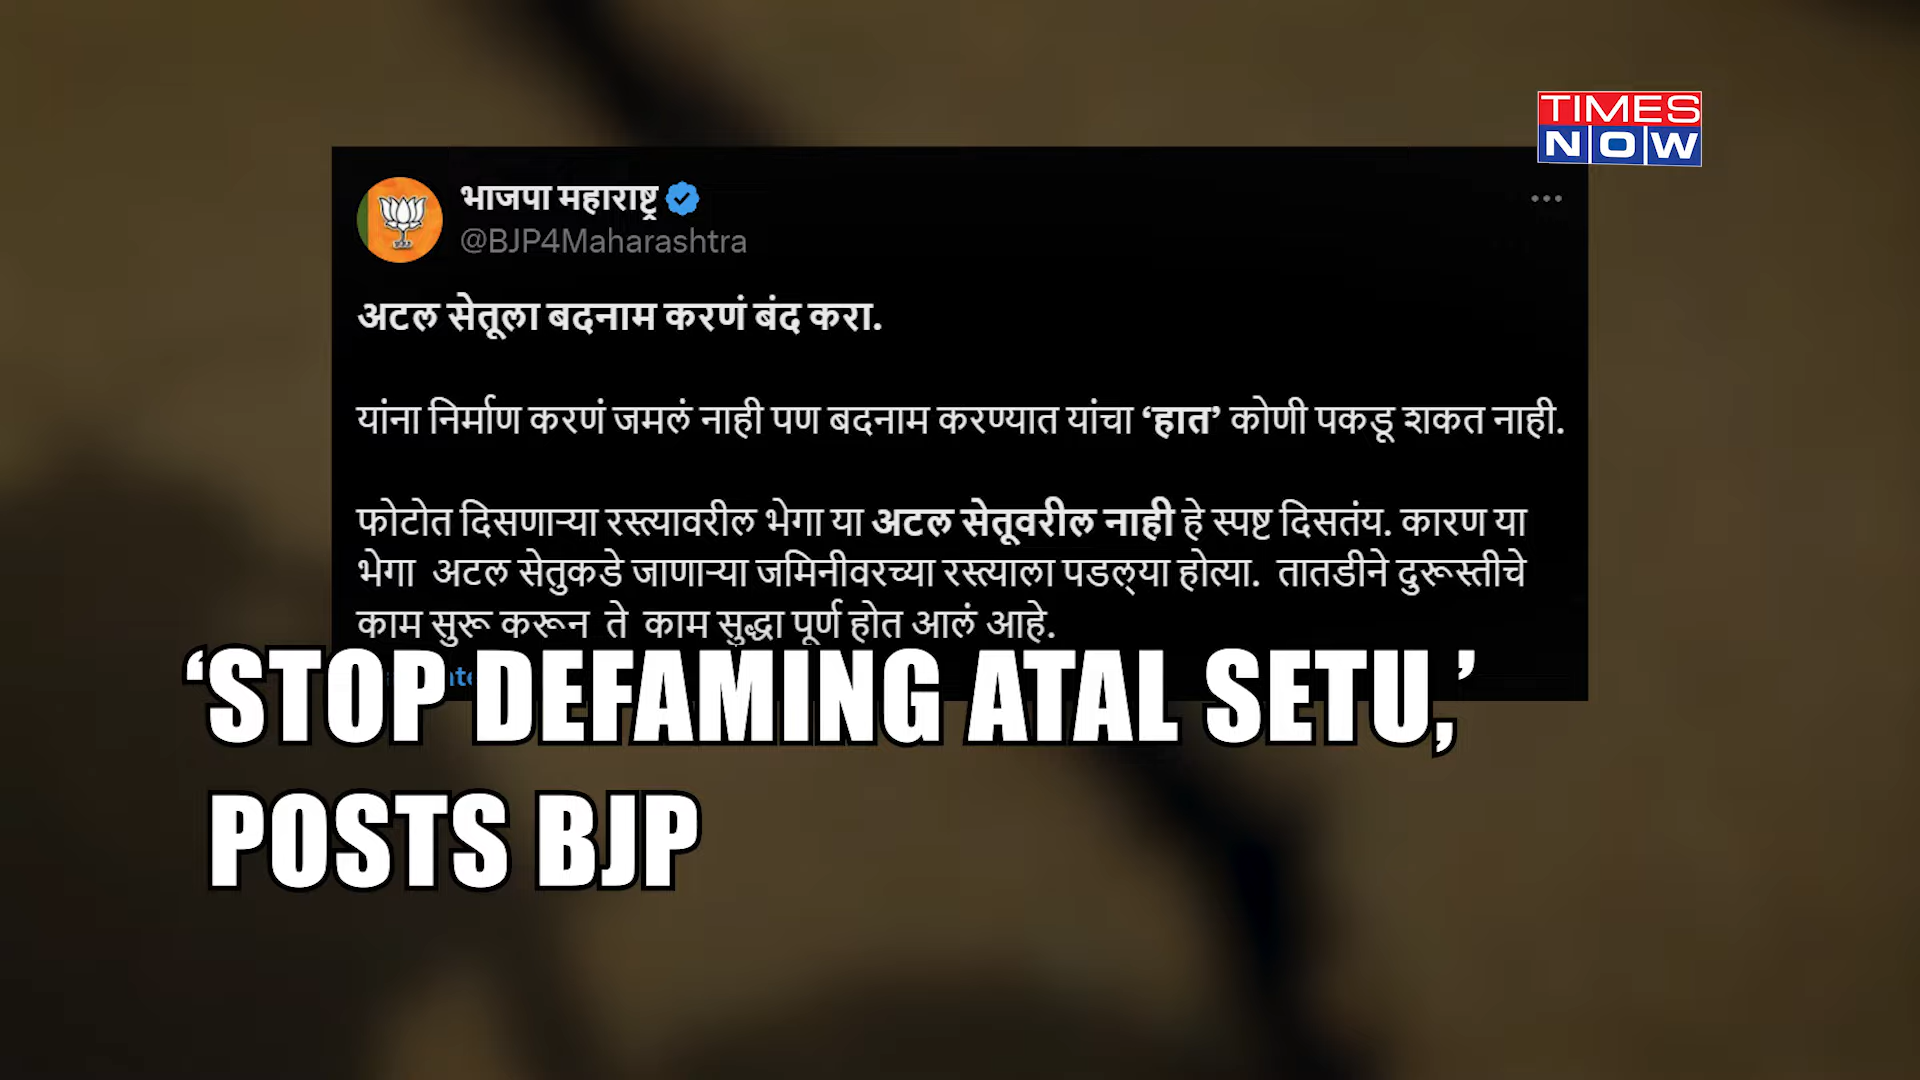 TIMES
NOW
भाजपा महाराष्ट्र
@BJP4Maharashtra
अटल सेतूला बदनाम करणं बंद करा.
यांना निर्माण करणं जमलं नाही पण बदनाम करण्यात यांचा ‘हात’ कोणी पकडू शकत नाही.
फोटोत दिसणाऱ्या रस्त्यावरील भेगा या अटल सेतूवरील नाही हे स्पष्ट दिसतंय. कारण या
भेगा अटल सेतुकडे जाणाऱ्या जमिनीवरच्या रस्त्याला पडल्या होत्या. तातडीने दुरूस्तीचे
काम सुरू करून ते काम सुद्धा पूर्ण होत आलं आहे.
‘STOP DEFAMING ATAL SETU,’
POSTS BJP